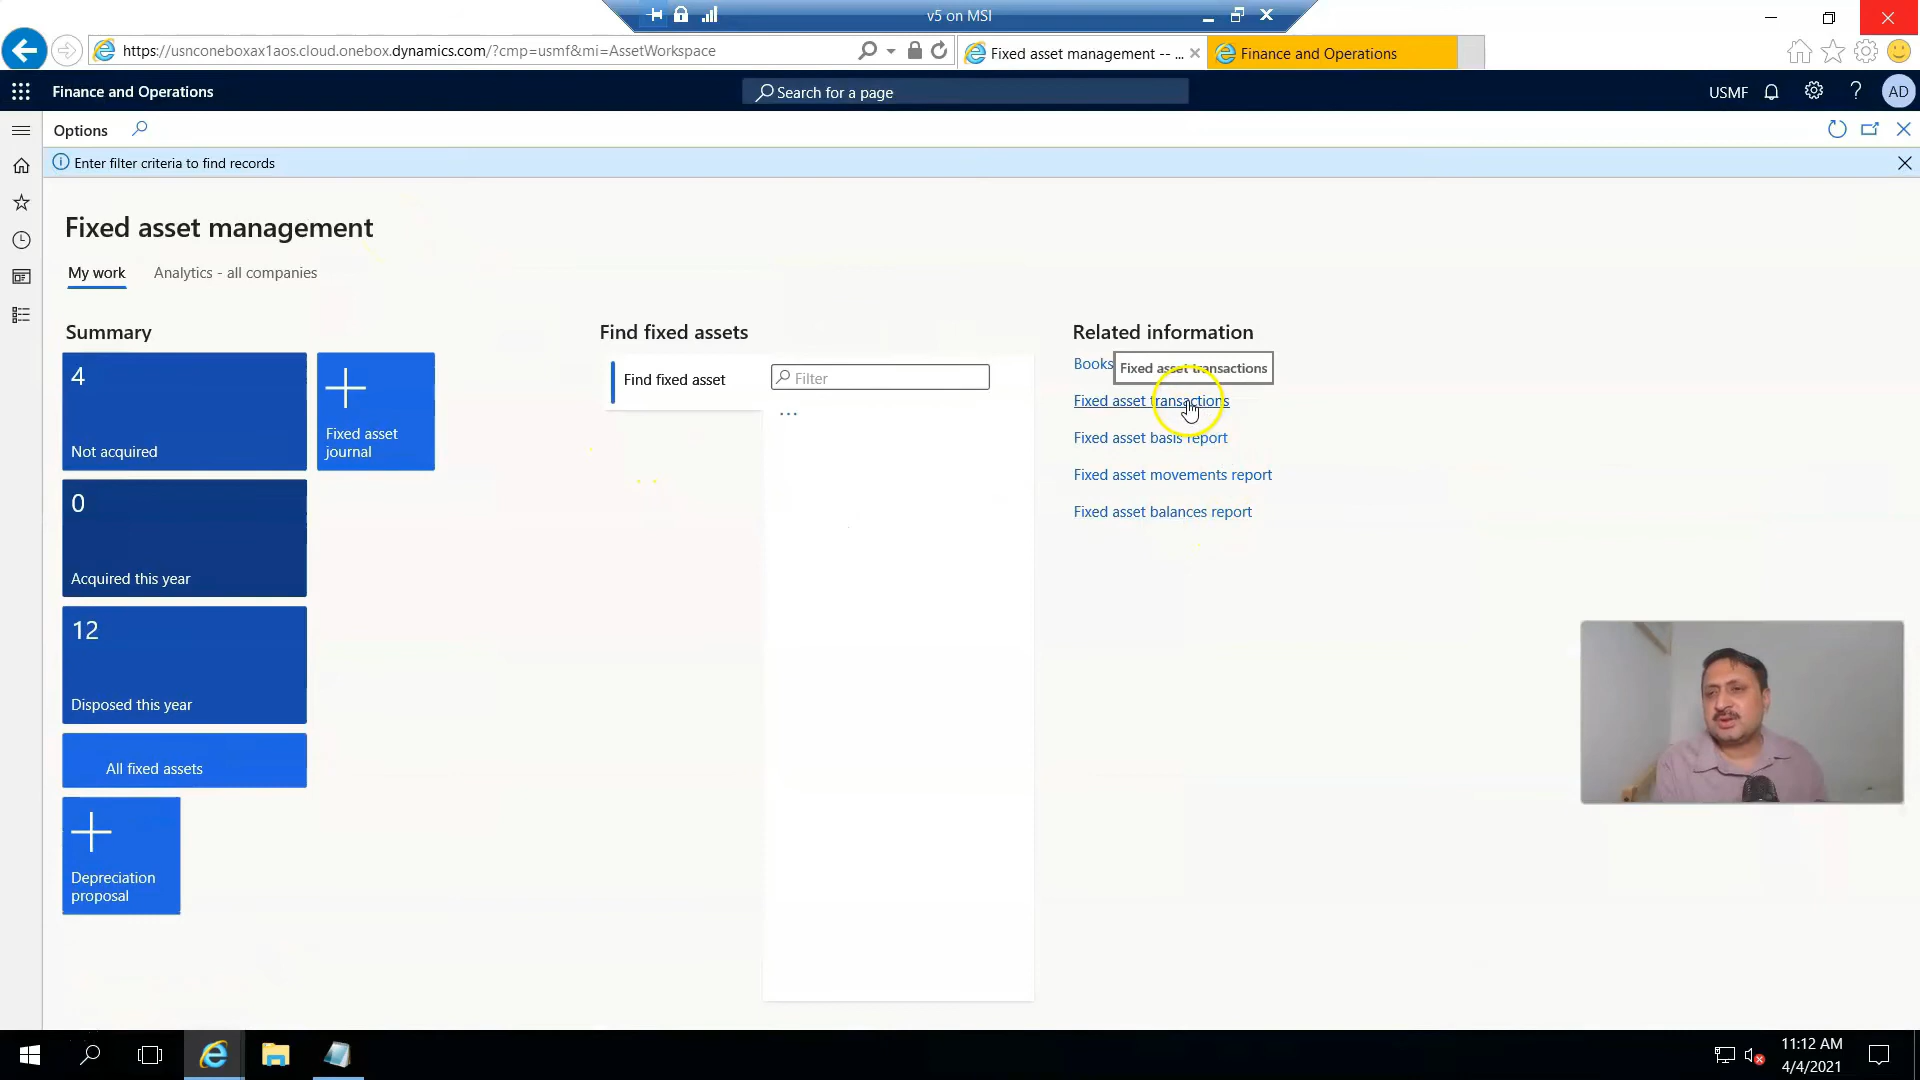 v5 on MSI
https://usnconeboxax1aos.cloud.onebox.dynamics.com/?cmp=usmf&mi=AssetWorkspace
Fixed asset management -- ...
Finance and Operations
Finance and Operations
Search for a page
USMF
?
AD
Options
Enter filter criteria to find records
Fixed asset management
My work
Analytics - all companies
Summary
4
Not acquired
Fixed asset
journal
0
Acquired this year
12
Disposed this year
All fixed assets
Depreciation
proposal
Find fixed assets
Find fixed asset
Filter
...
Related information
Books
Fixed asset transactions
Fixed asset transactions
Fixed asset basis report
Fixed asset movements report
Fixed asset balances report
11:12 AM
4/4/2021